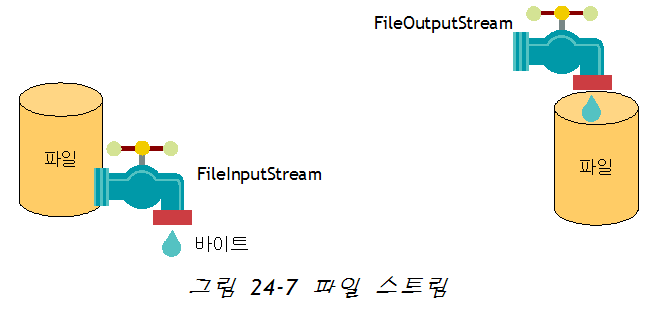 FileOutputStream
파일
FileInputStream
파일
바이트
그림 24-7 파일 스트림